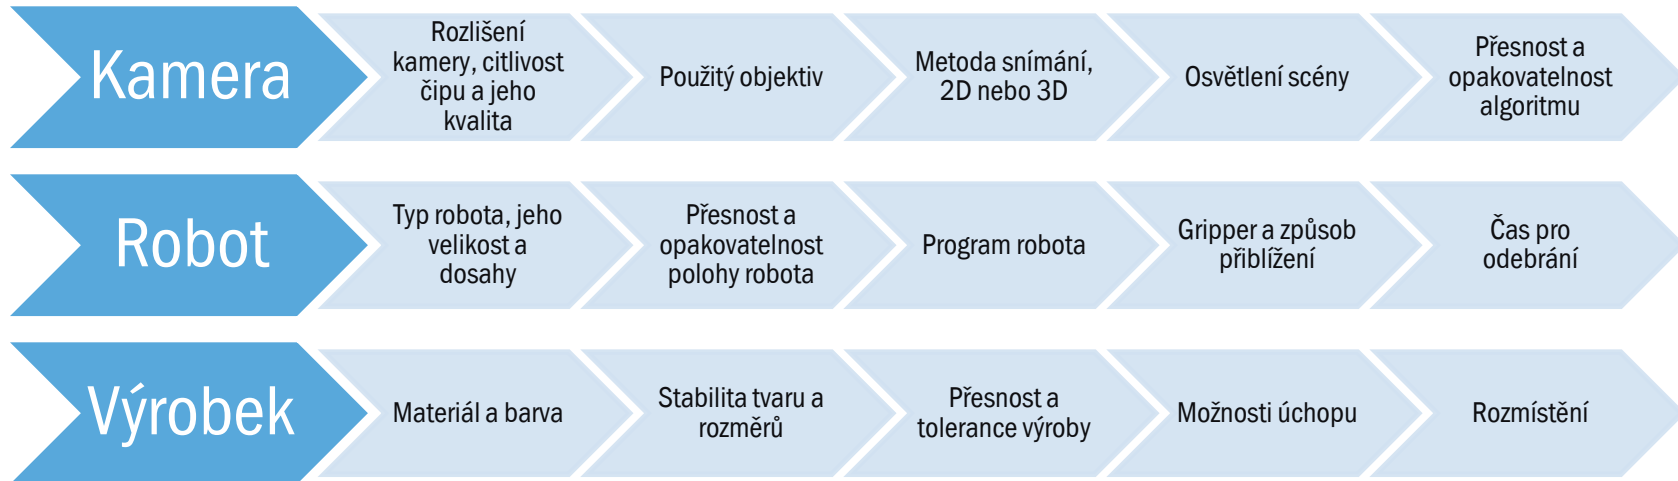 Kamera
Rozlišení
kamery, citlivost
čipu a jeho
kvalita
Použitý objektiv
Metoda snímání,
2D nebo 3D
Osvětlení scény
Přesnost a
opakovatelnost
algoritmu
Robot
Typ robota, jeho
velikost a
dosahy
Přesnost a
opakovatelnost
polohy robota
Program robota
Gripper a způsob
přiblížení
Čas pro
odebrání
Výrobek
Materiál a barva
Stabilita tvaru a
rozměrů
Přesnost a
tolerance výroby
Možnosti úchopu
Rozmístění